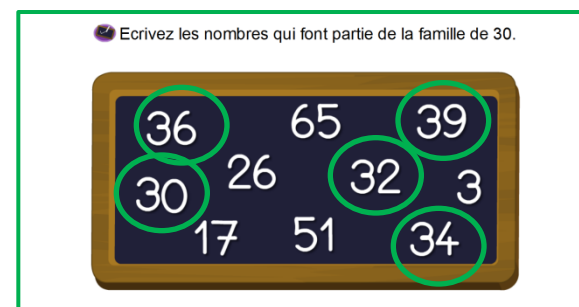 Ecrivez les nombres qui font partie de la famille de 30.
36 65 39
30 26 32 3
17 51 34